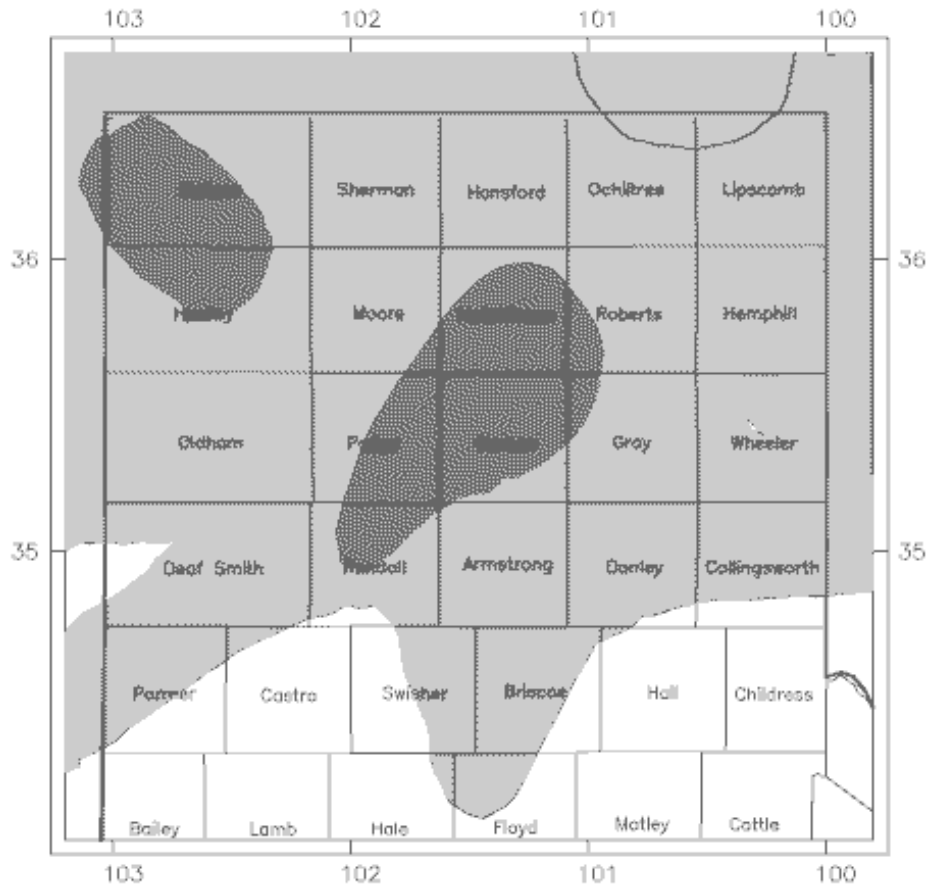 103 102 101 100
Sherman Hansford Ochiltree Lipscomb
36 36
Moore Roberts Hemphill
Oldham Gray Wheeler
35 35
Deaf Smith Randall Armstrong Donley Collingsworth
Parmer Castro Swisher Briscoe Hall Childress
Bailey Lamb Hale Floyd Motley Cottle
103 102 101 100